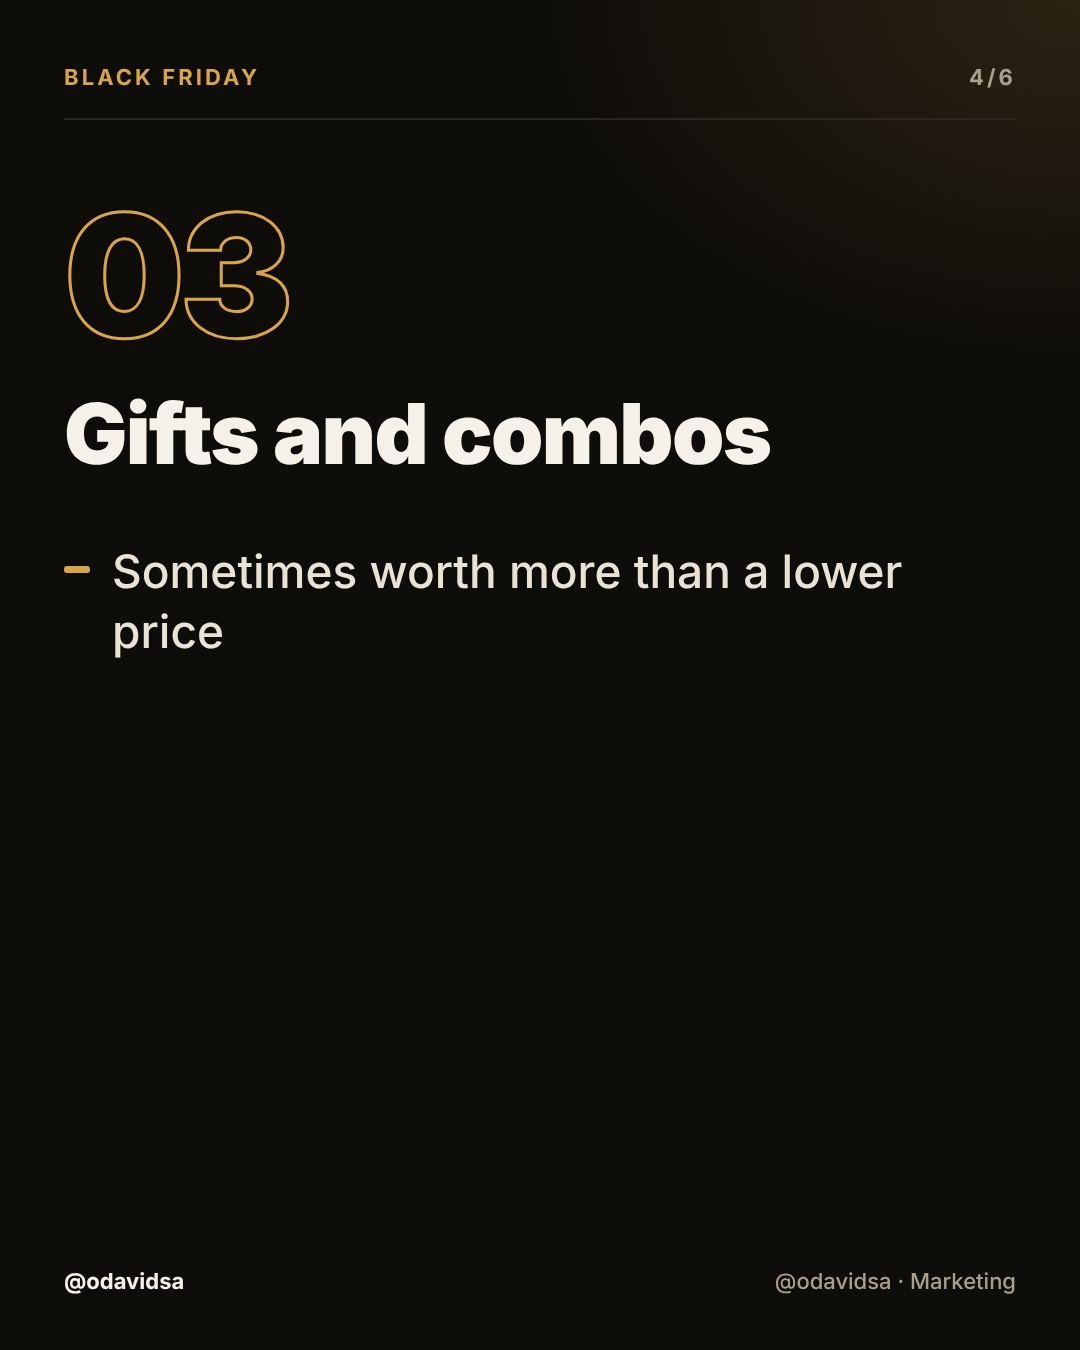 BLACK FRIDAY
4/6
03
Gifts and combos
Sometimes worth more than a lower
price
@odavidsa
@odavidsa · Marketing